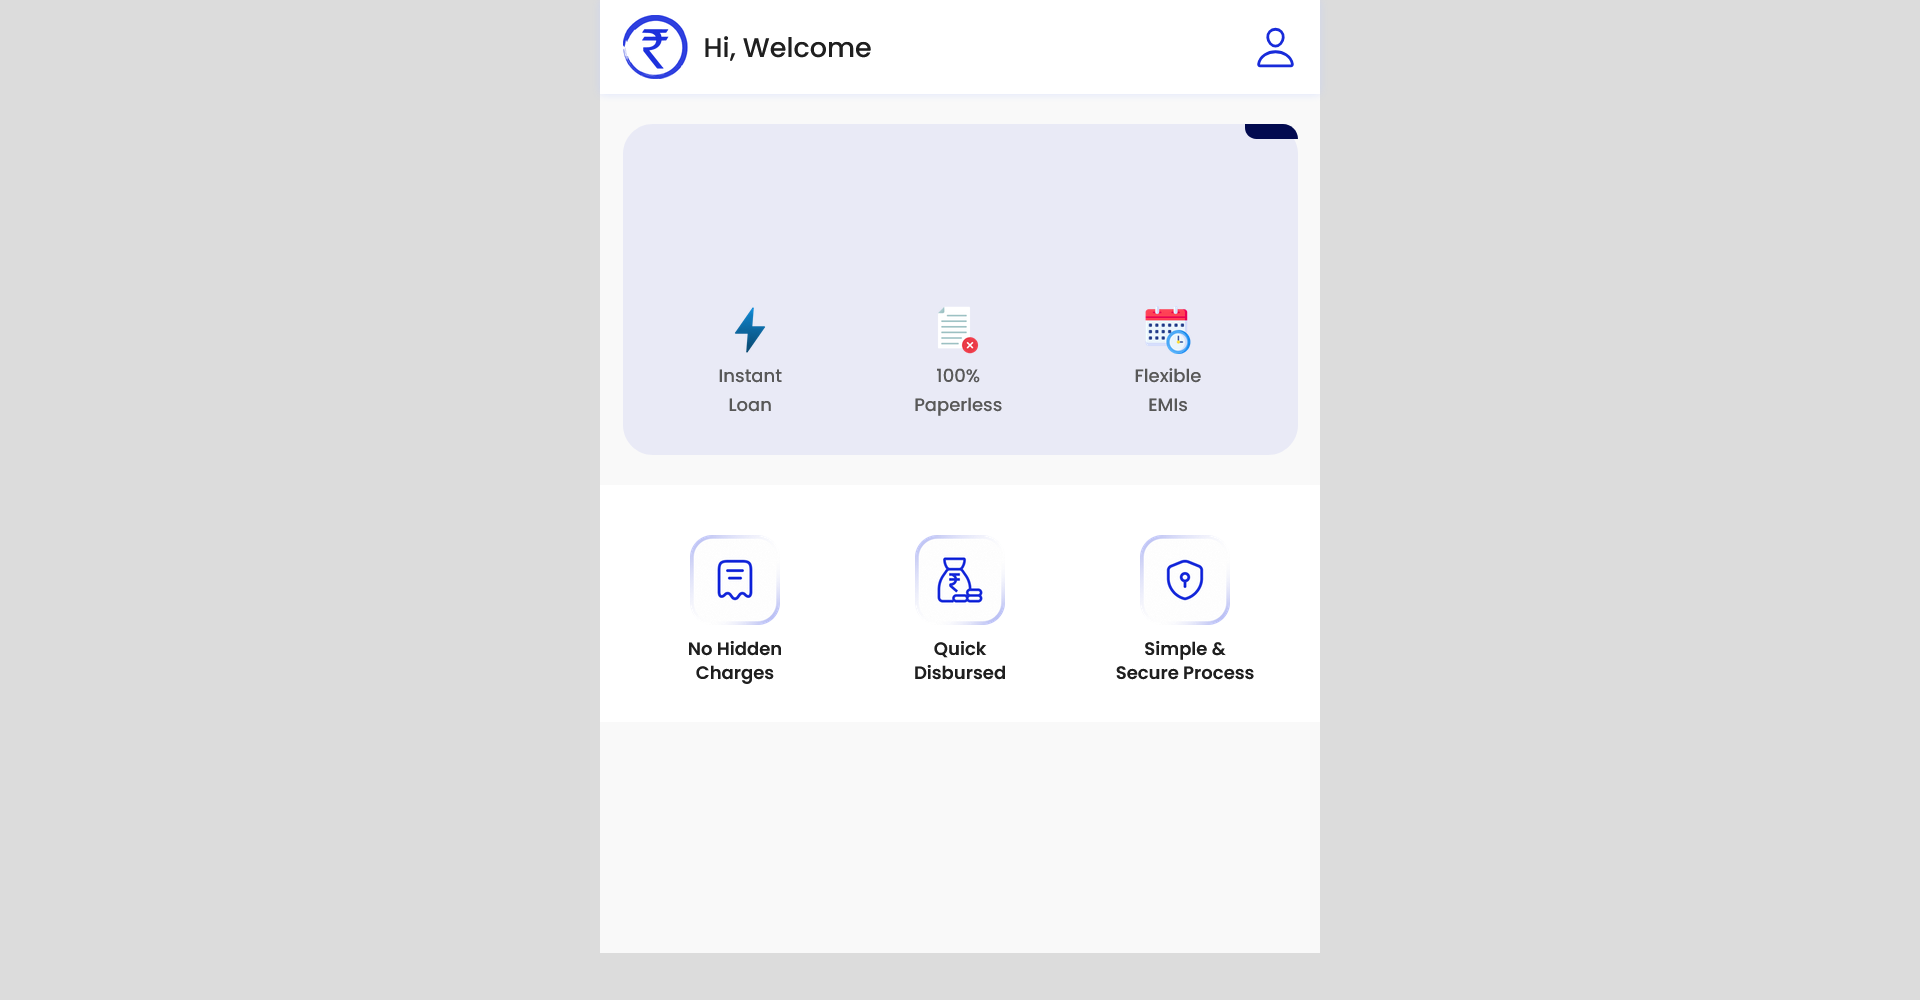 Hi, Welcome
Instant
Loan
100%
Paperless
Flexible
EMIs
No Hidden
Charges
Quick
Disbursed
Simple &
Secure Process